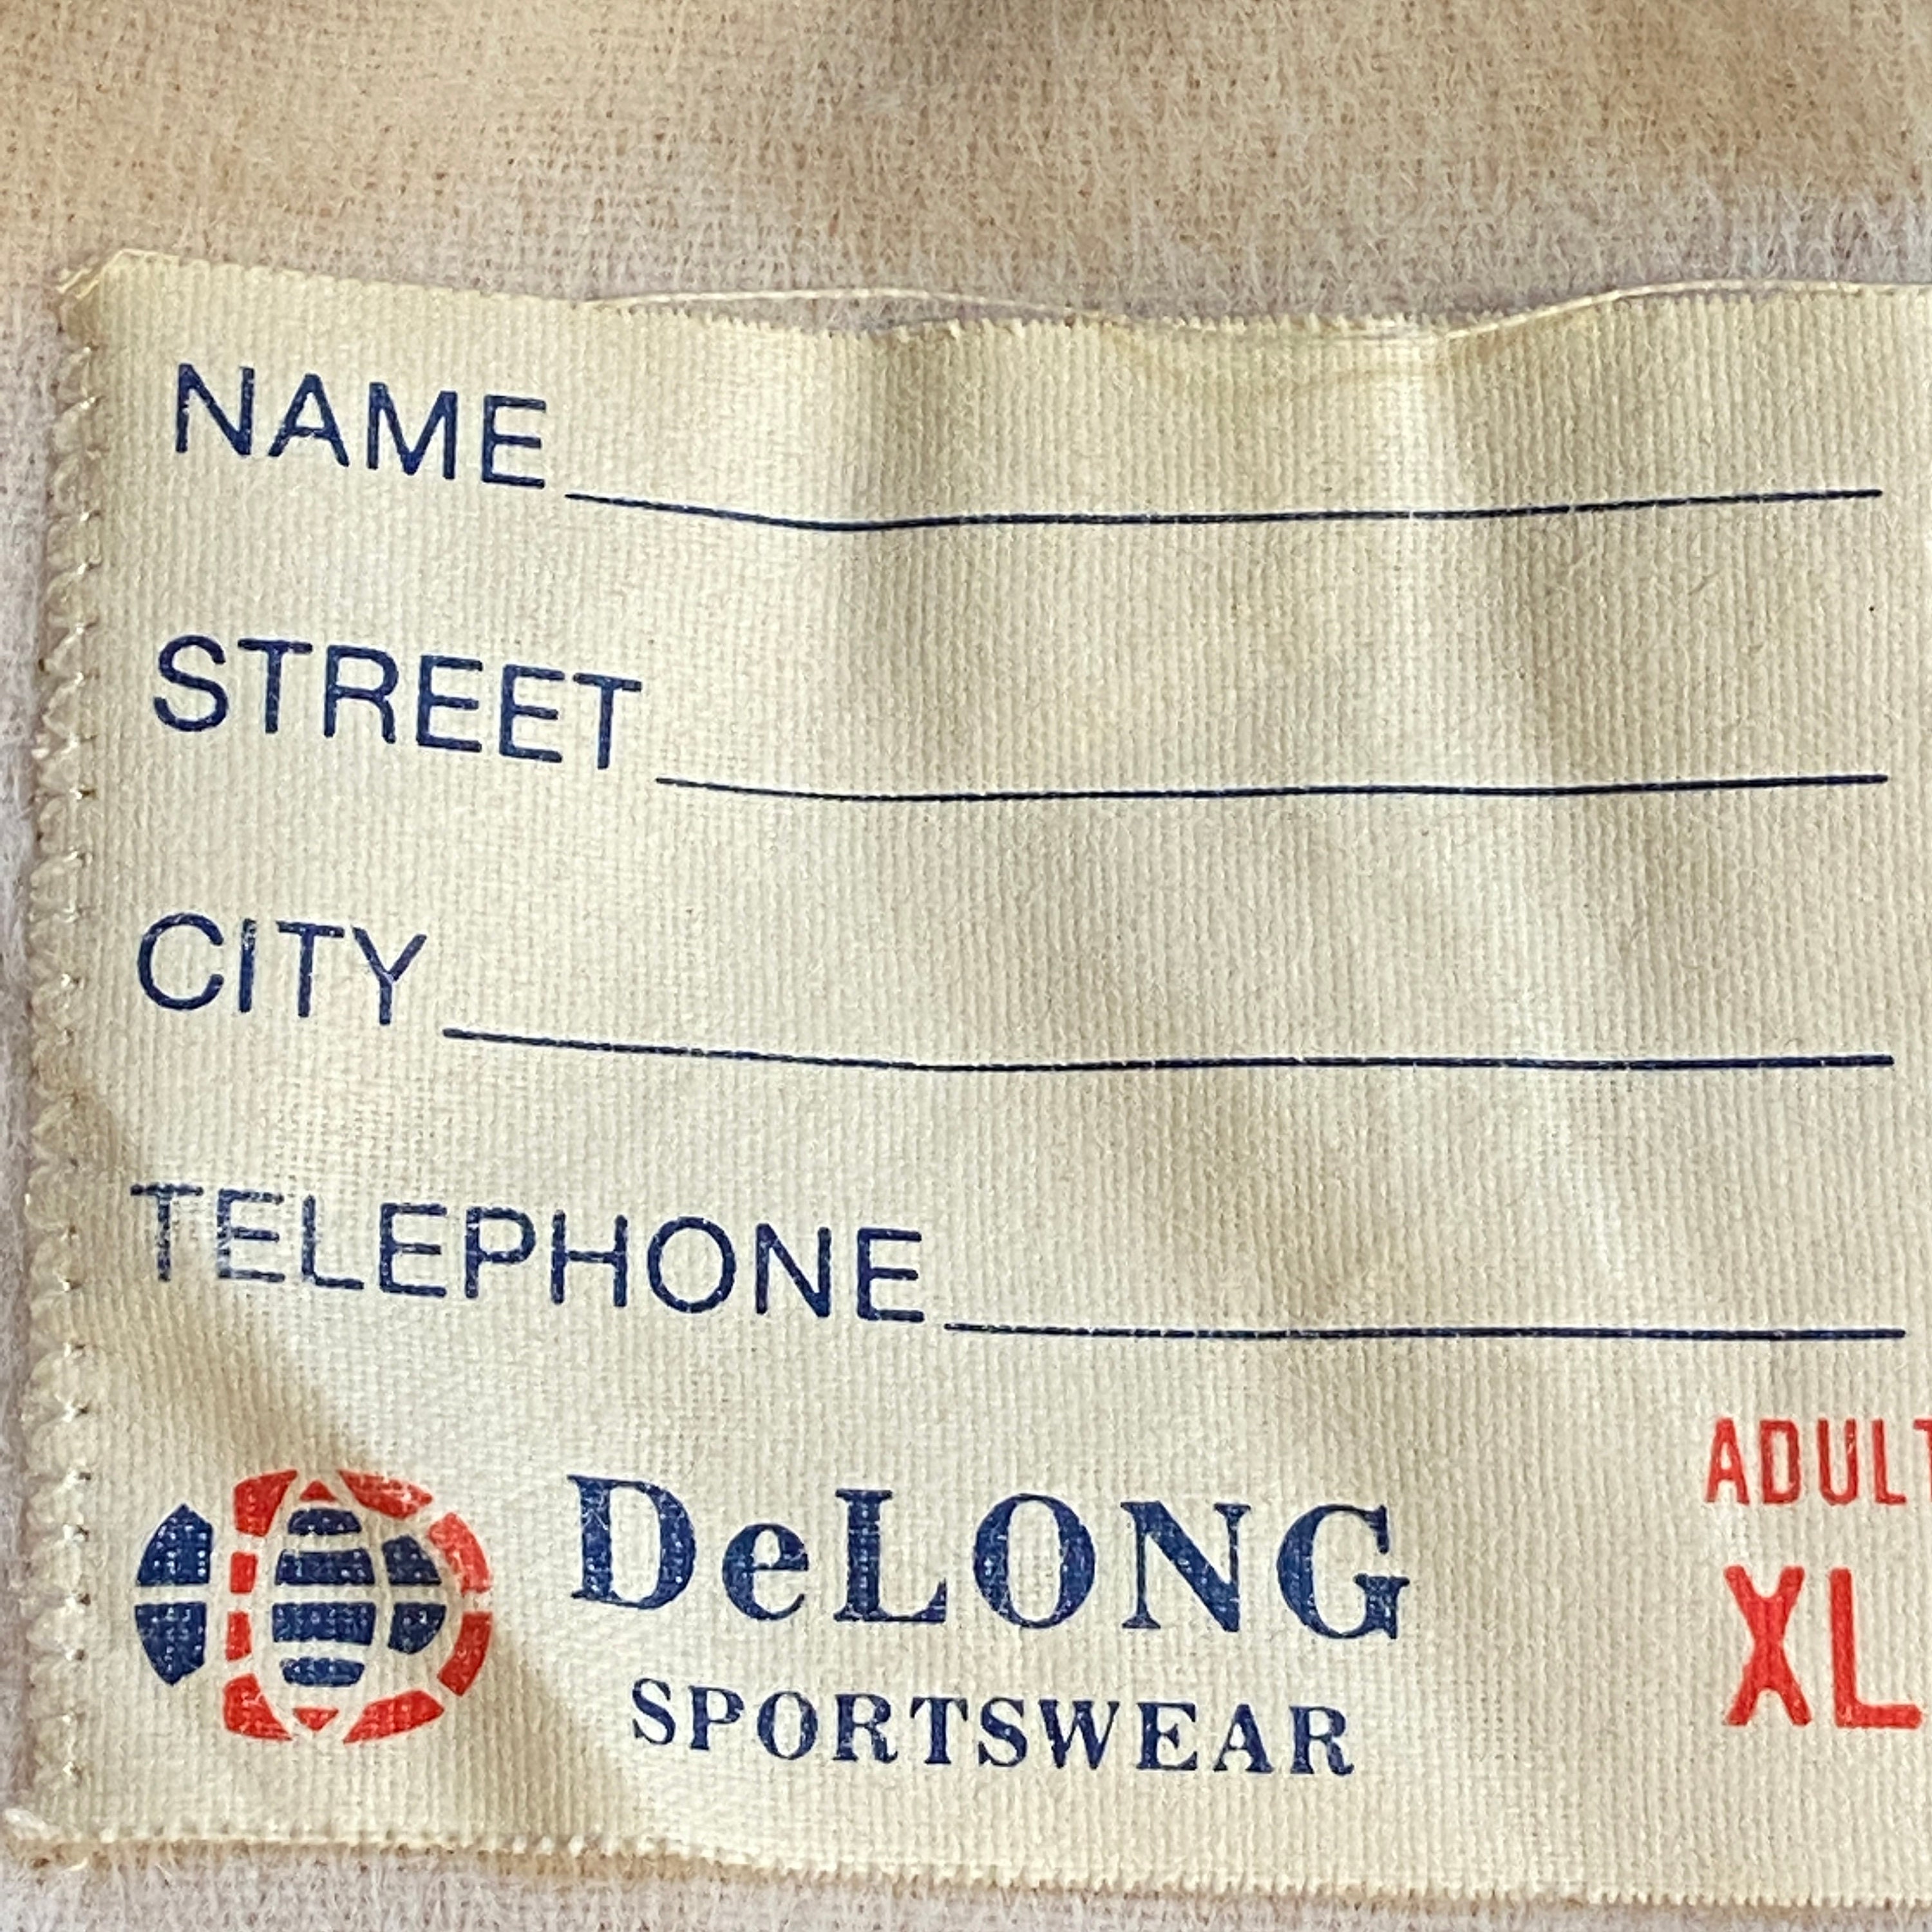 NAME
STREET
CITY
TELEPHONE
DeLONG
SPORTSWEAR
ADULT
XL